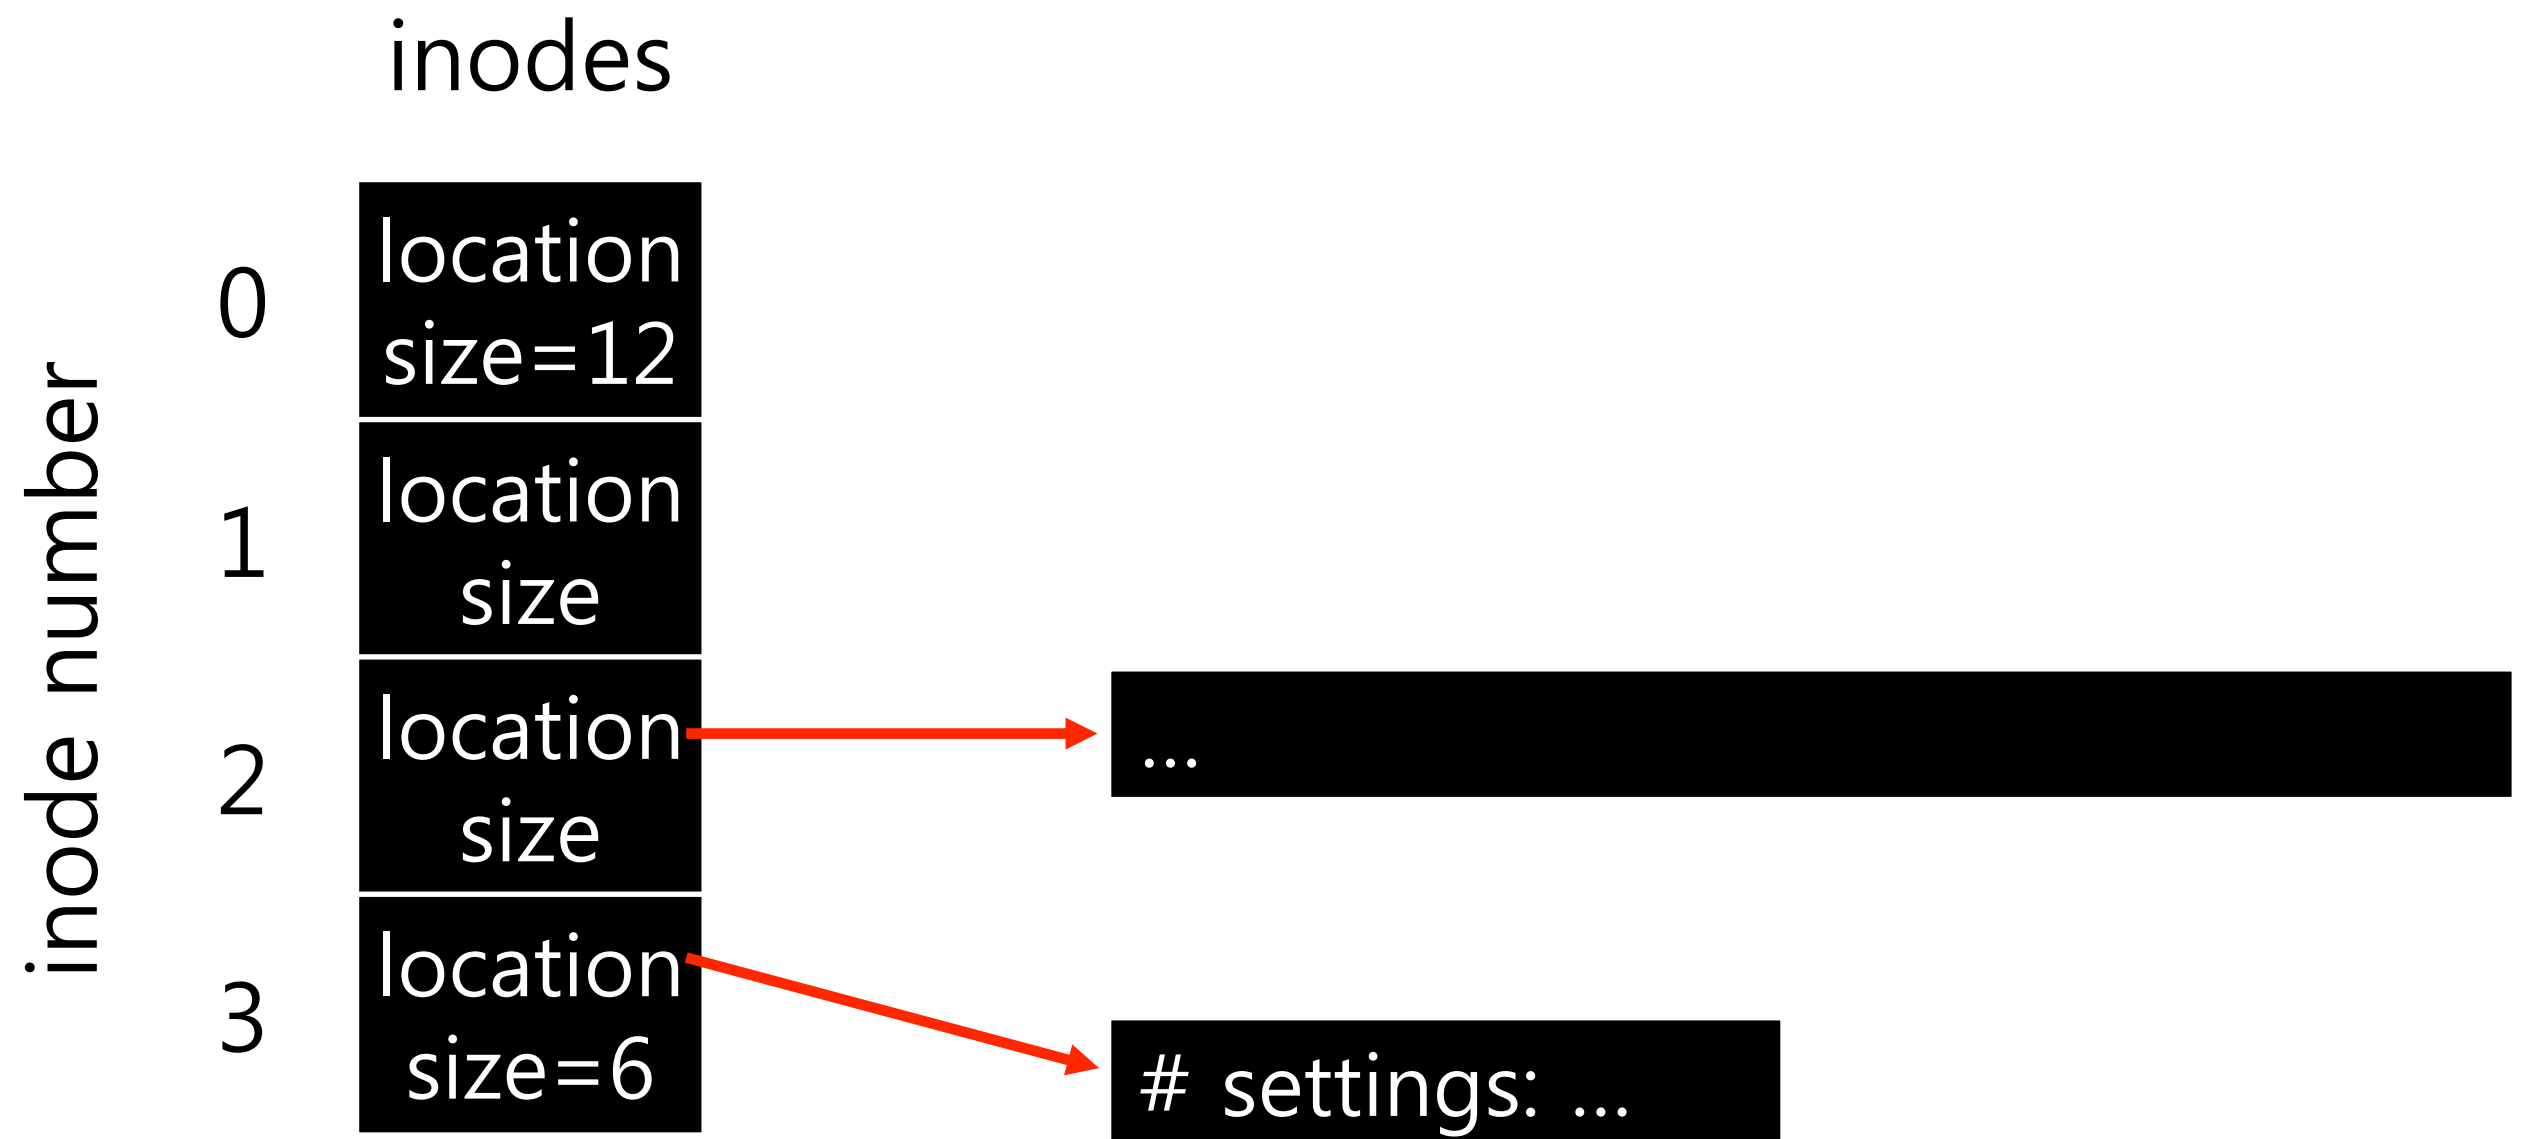 inodes
inode number
0
location
size=12
1
location
size
2
location
size
...
3
location
size=6
# settings: ...